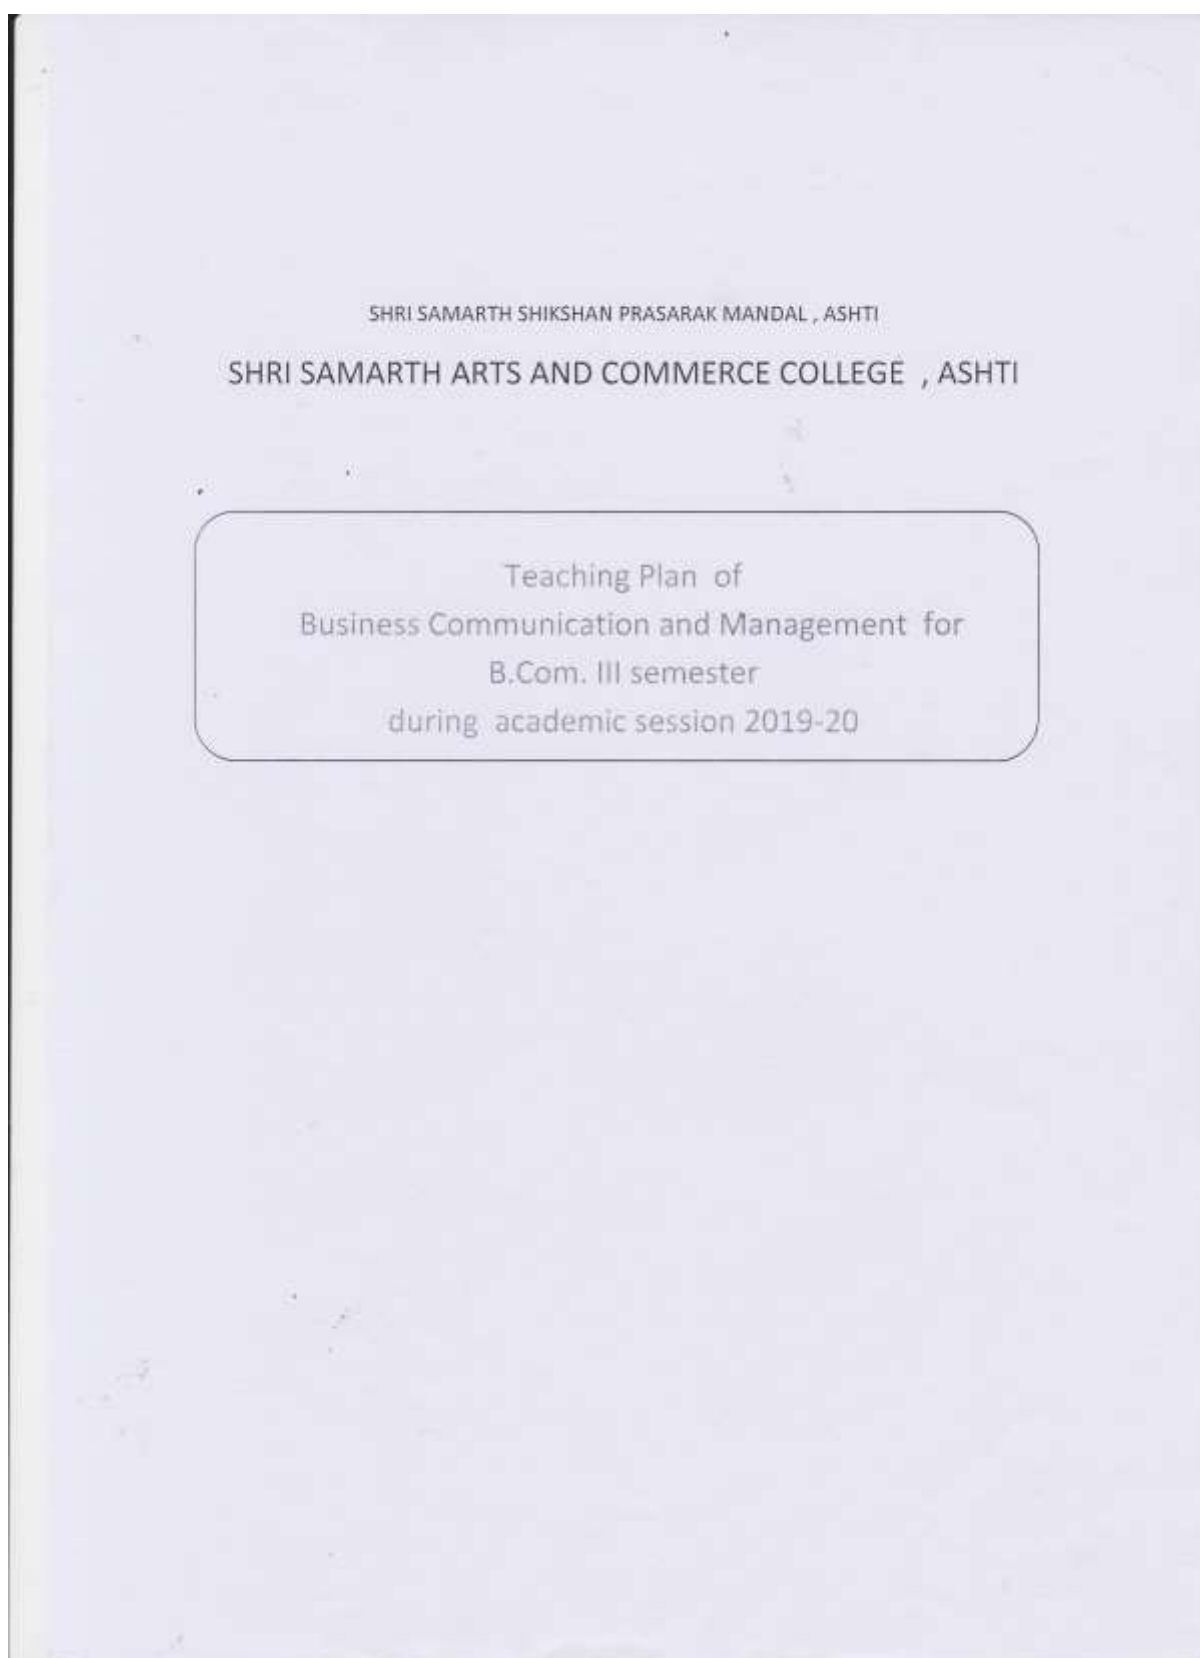 SHRI SAMARTH SHIKSHAN PRASARAK MANDAL , ASHTI
SHRI SAMARTH ARTS AND COMMERCE COLLEGE , ASHTI
Teaching Plan of
Business Communication and Management for
B.Com. III semester
during academic session 2019-20